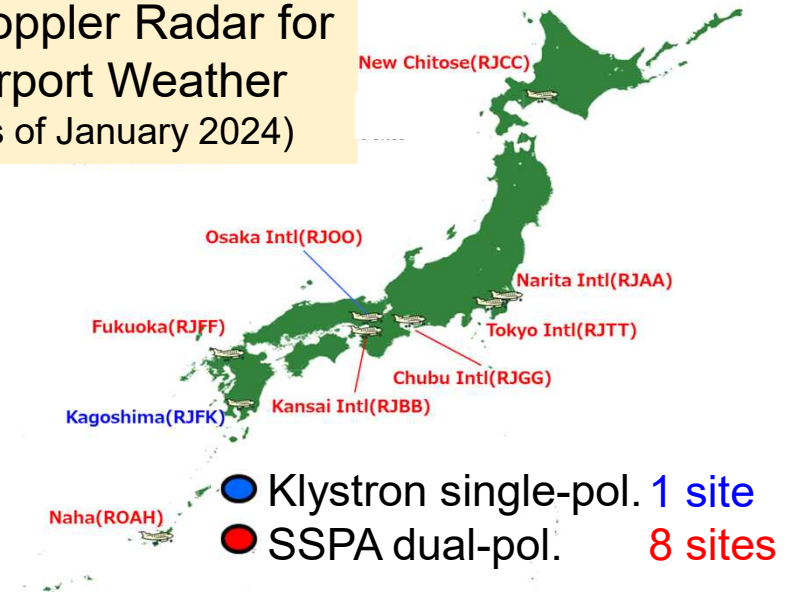 oppler Radar for
rport Weather
s of January 2024)
New Chitose(RJCC)
Osaka Intl(RJOO)
Narita Intl(RJAA)
Fukuoka(RJFF)
Tokyo Intl(RJTT)
Chubu Intl(RJGG)
Kansai Intl(RJBB)
Kagoshima(RJFK)
Klystron single-pol. 1 site
Naha(ROAH)
SSPA dual-pol. 8 sites